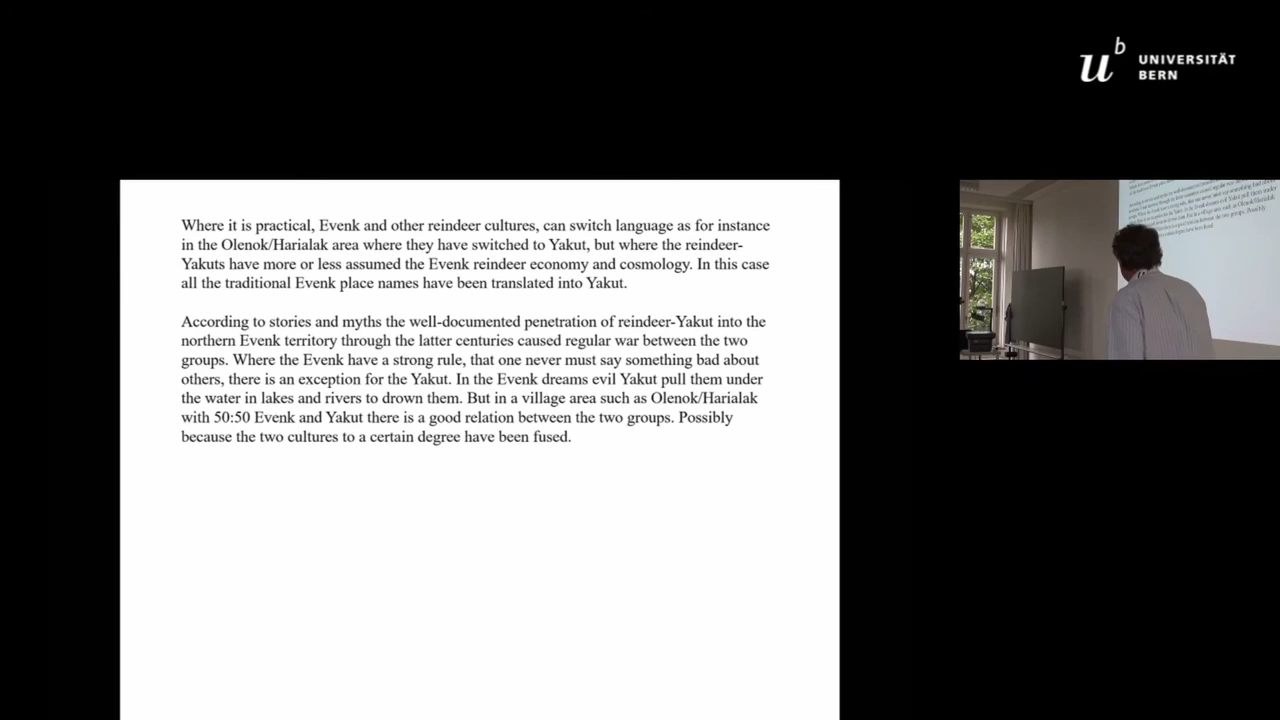 u^b
UNIVERSITÄT
BERN
Where it is practical, Evenk and other reindeer cultures, can switch language as for instance
in the Olenok/Harialak area where they have switched to Yakut, but where the reindeer-
Yakuts have more or less assumed the Evenk reindeer economy and cosmology. In this case
all the traditional Evenk place names have been translated into Yakut.
According to stories and myths the well-documented penetration of reindeer-Yakut into the
northern Evenk territory through the latter centuries caused regular war between the two
groups. Where the Evenk have a strong rule, that one never must say something bad about
others, there is an exception for the Yakut. In the Evenk dreams evil Yakut pull them under
the water in lakes and rivers to drown them. But in a village area such as Olenok/Harialak
with 50:50 Evenk and Yakut there is a good relation between the two groups. Possibly
because the two cultures to a certain degree have been fused.